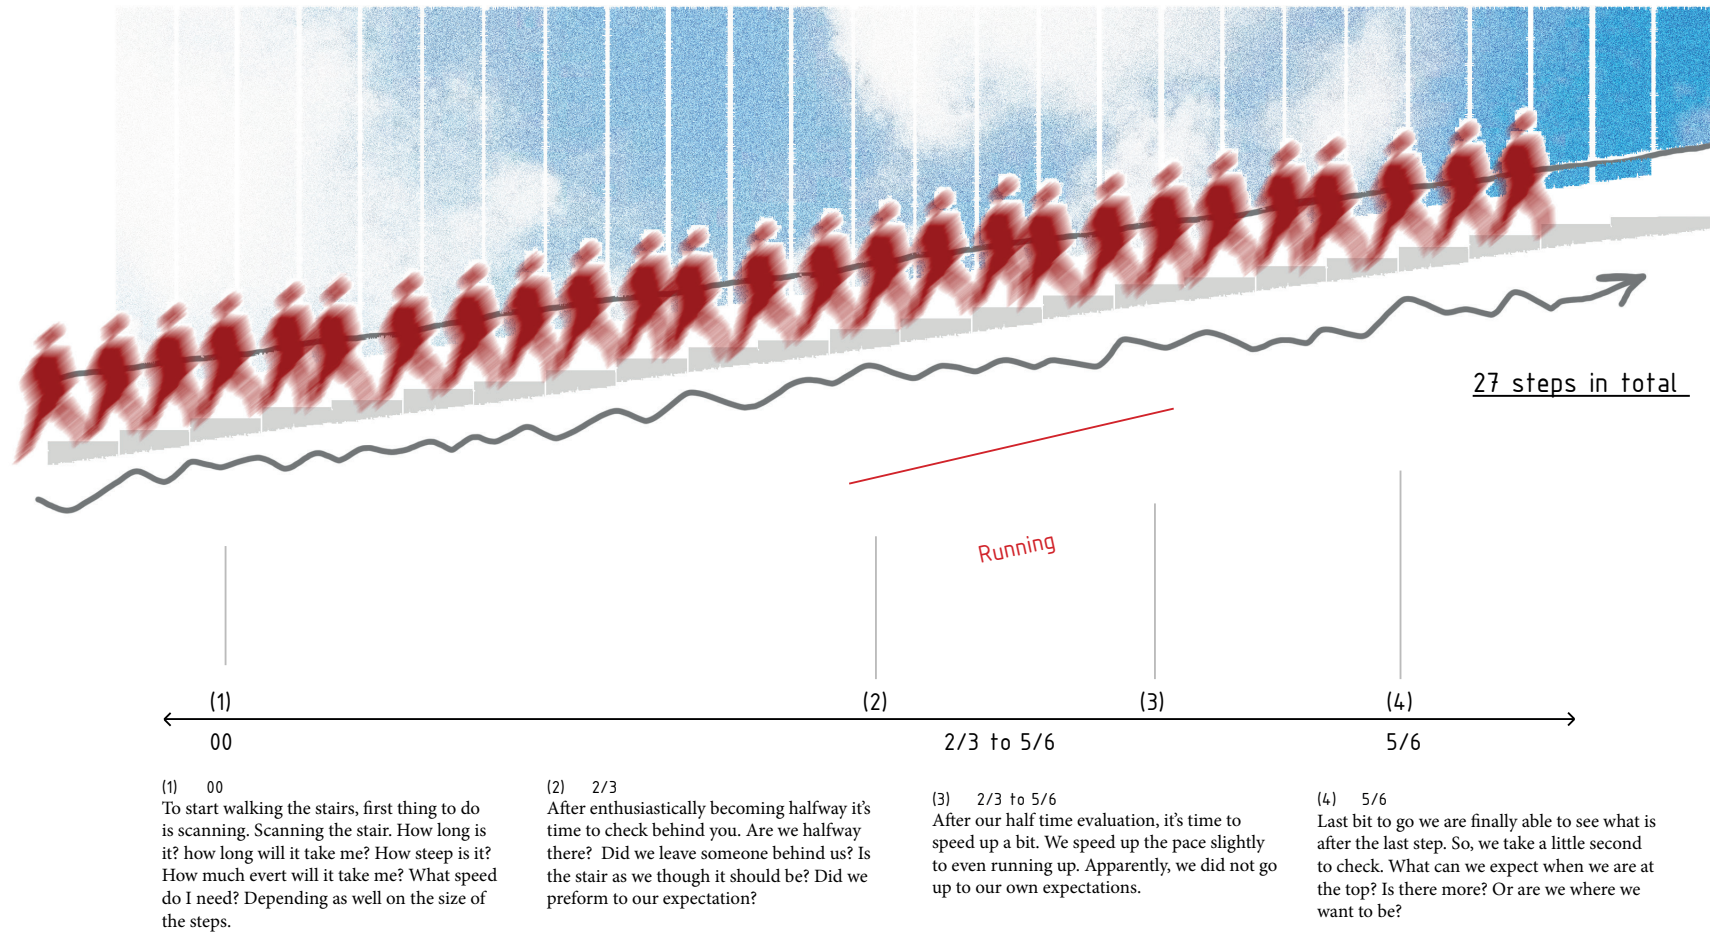 27 steps in total
Running
(1)
(2)
(3)
(4)
00
2/3 to 5/6
5/6
(1) 00
To start walking the stairs, first thing to do
is scanning. Scanning the stair. How long is
it? how long will it take me? How steep is it?
How much evert will it take me? What speed
do I need? Depending as well on the size of
the steps.
(2) 2/3
After enthusiastically becoming halfway it's
time to check behind you. Are we halfway
there? Did we leave someone behind us? Is
the stair as we though it should be? Did we
preform to our expectation?
(3) 2/3 to 5/6
After our half time evaluation, it's time to
speed up a bit. We speed up the pace slightly
to even running up. Apparently, we did not go
up to our own expectations.
(4) 5/6
Last bit to go we are finally able to see what is
after the last step. So, we take a little second
to check. What can we expect when we are at
the top? Is there more? Or are we where we
want to be?